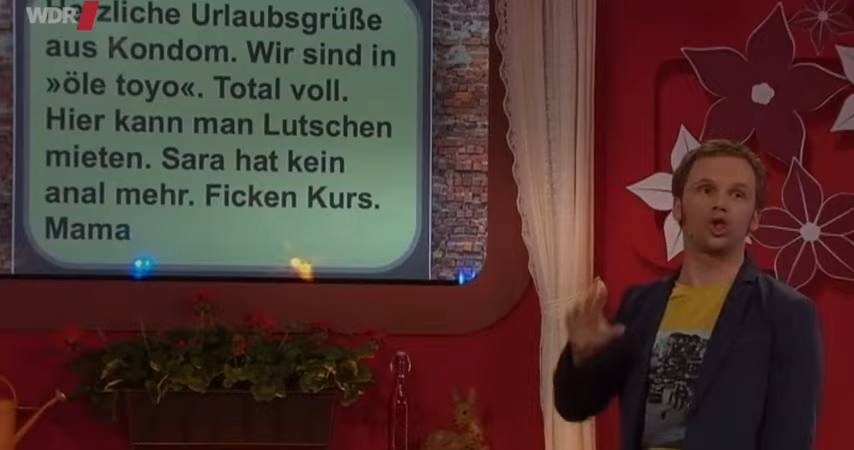 WDR
Herzliche Urlaubsgrüße
aus Kondom. Wir sind in
»öle toyo«. Total voll.
Hier kann man Lutschen
mieten. Sara hat kein
anal mehr. Ficken Kurs.
Mama